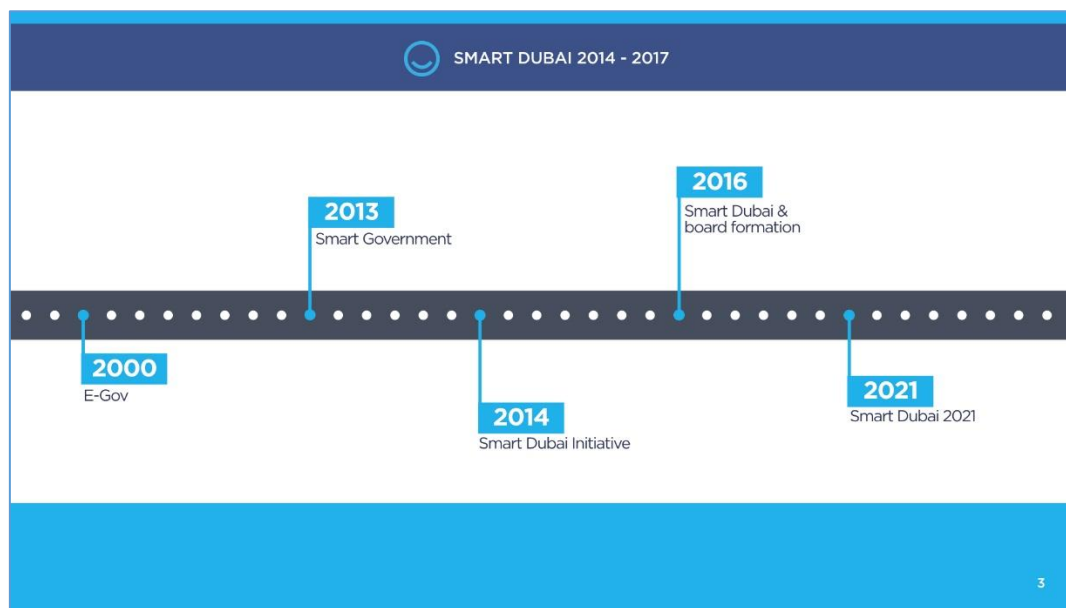 SMART DUBAI 2014 - 2017
2000
E-Gov
2013
Smart Government
2014
Smart Dubai Initiative
2016
Smart Dubai &
board formation
2021
Smart Dubai 2021
3